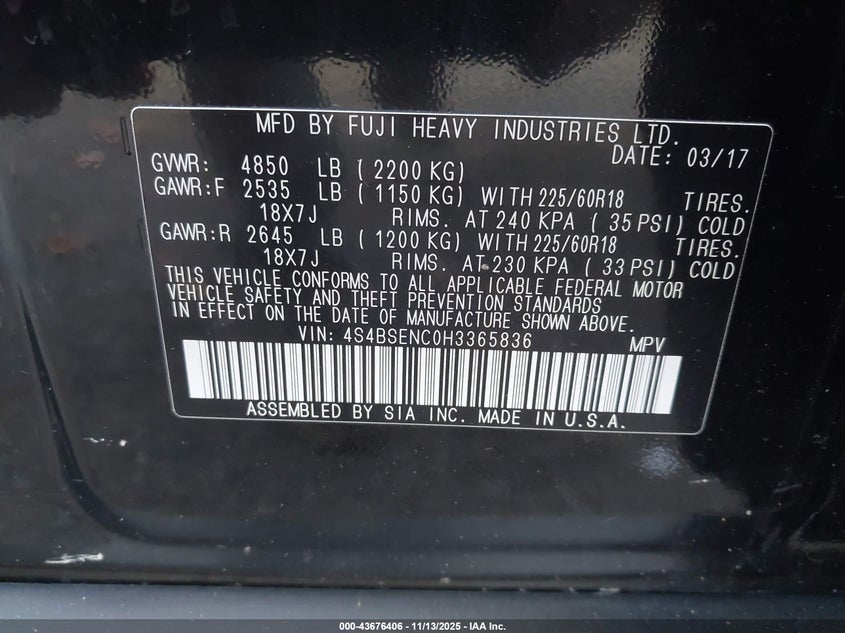 MFD BY FUJI HEAVY INDUSTRIES LTD.
DATE: 03/17
GVWR: 4850 LB ( 2200 KG)
GAWR:F 2535 LB ( 1150 KG) WITH 225/60R18 TIRES.
18X7J RIMS. AT 240 KPA ( 35 PSI) COLD
GAWR:R 2645 LB ( 1200 KG) WITH 225/60R18 TIRES.
18X7J RIMS. AT 230 KPA ( 33 PSI) COLD
THIS VEHICLE CONFORMS TO ALL APPLICABLE FEDERAL MOTOR
VEHICLE SAFETY AND THEFT PREVENTION STANDARDS
IN EFFECT ON THE DATE OF MANUFACTURE SHOWN ABOVE.
VIN: 4S4BSENC0H3365836 MPV
ASSEMBLED BY SIA INC. MADE IN U.S.A.
000-43676406 - 11/13/2025 - IAA Inc.